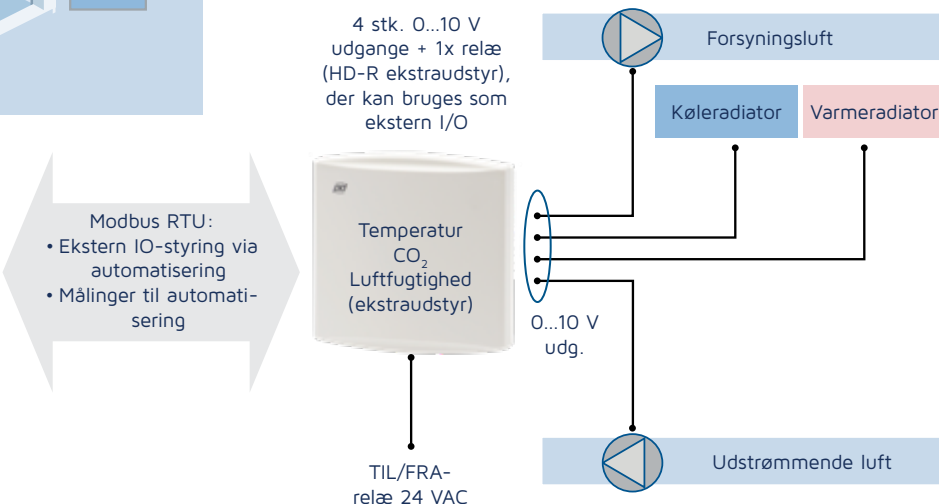 4 stk. 0...10 V
udgange + 1x relæ
(HD-R ekstraudstyr),
der kan bruges som
ekstern I/O
Forsyningsluft
Køleradiator
Varmeradiator
Modbus RTU:
• Ekstern IO-styring via
automatisering
• Målinger til automati-
sering
Temperatur
CO₂
Luftfugtighed
(ekstraudstyr)
0...10 V
udg.
TIL/FRA-
relæ 24 VAC
Udstrømmende luft